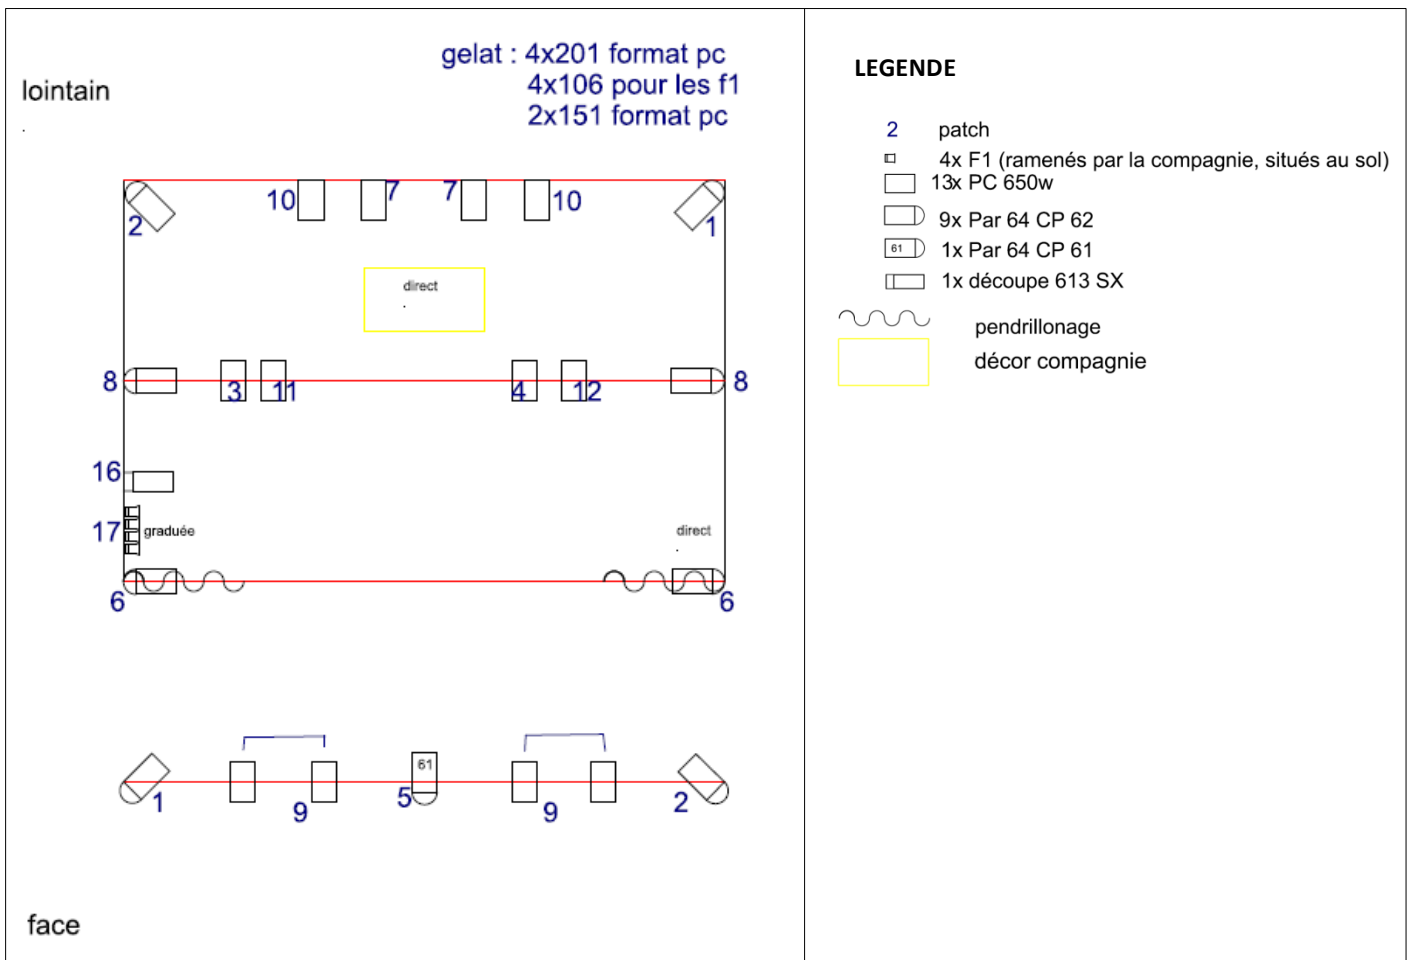 gelat : 4x201 format pc
4x106 pour les f1
2x151 format pc
lointain
10 7 7 10
2 1
direct
8 3 11 4 12 8
16
17 graduée direct
6 6
61
1 9 5 9 2
face
LEGENDE
2 patch
4x F1 (ramenés par la compagnie, situés au sol)
13x PC 650w
9x Par 64 CP 62
61 1x Par 64 CP 61
1x découpe 613 SX
pendrillonage
décor compagnie